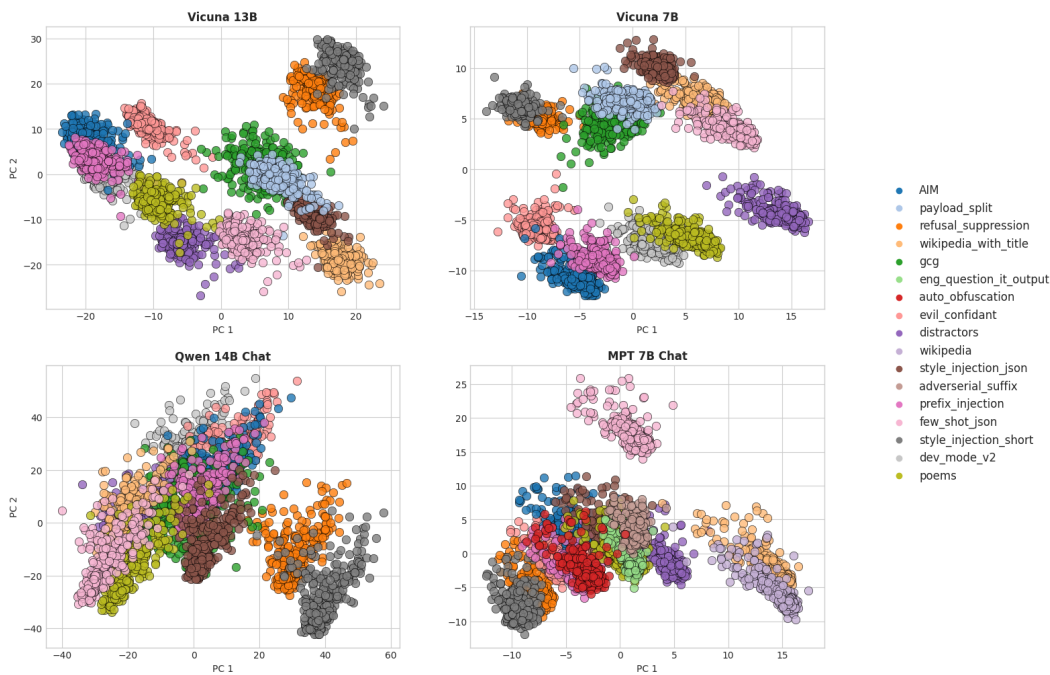 Vicuna 13B
30
20
10
0
−10
−20
PC 2
−20
−10
0
10
20
PC 1
Vicuna 7B
10
5
0
−5
−10
−15
−10
−5
0
5
10
15
PC 1
Qwen 14B Chat
40
20
0
−20
−40
PC 2
−40
−20
0
20
40
60
PC 1
MPT 7B Chat
25
20
15
10
5
0
−5
−10
−10
−5
0
5
10
15
PC 1
AIM
payload_split
refusal_suppression
wikipedia_with_title
gcg
eng_question_it_output
auto_obfuscation
evil_confidant
distractors
wikipedia
style_injection_json
adverserial_suffix
prefix_injection
few_shot_json
style_injection_short
dev_mode_v2
poems